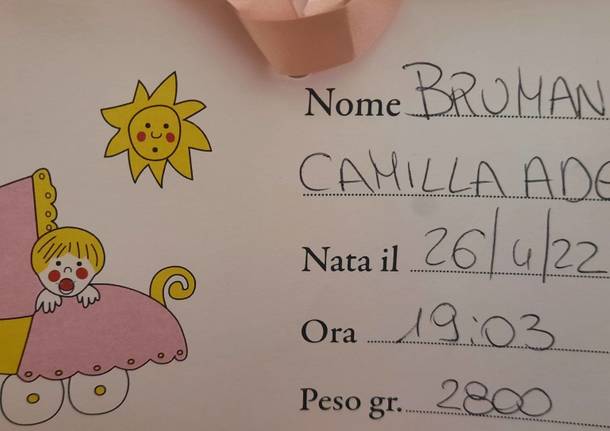 Nome BRUMAN
CAMILLA ADE
Nata il 26/4/22
Ora 19:03
Peso gr. 2800